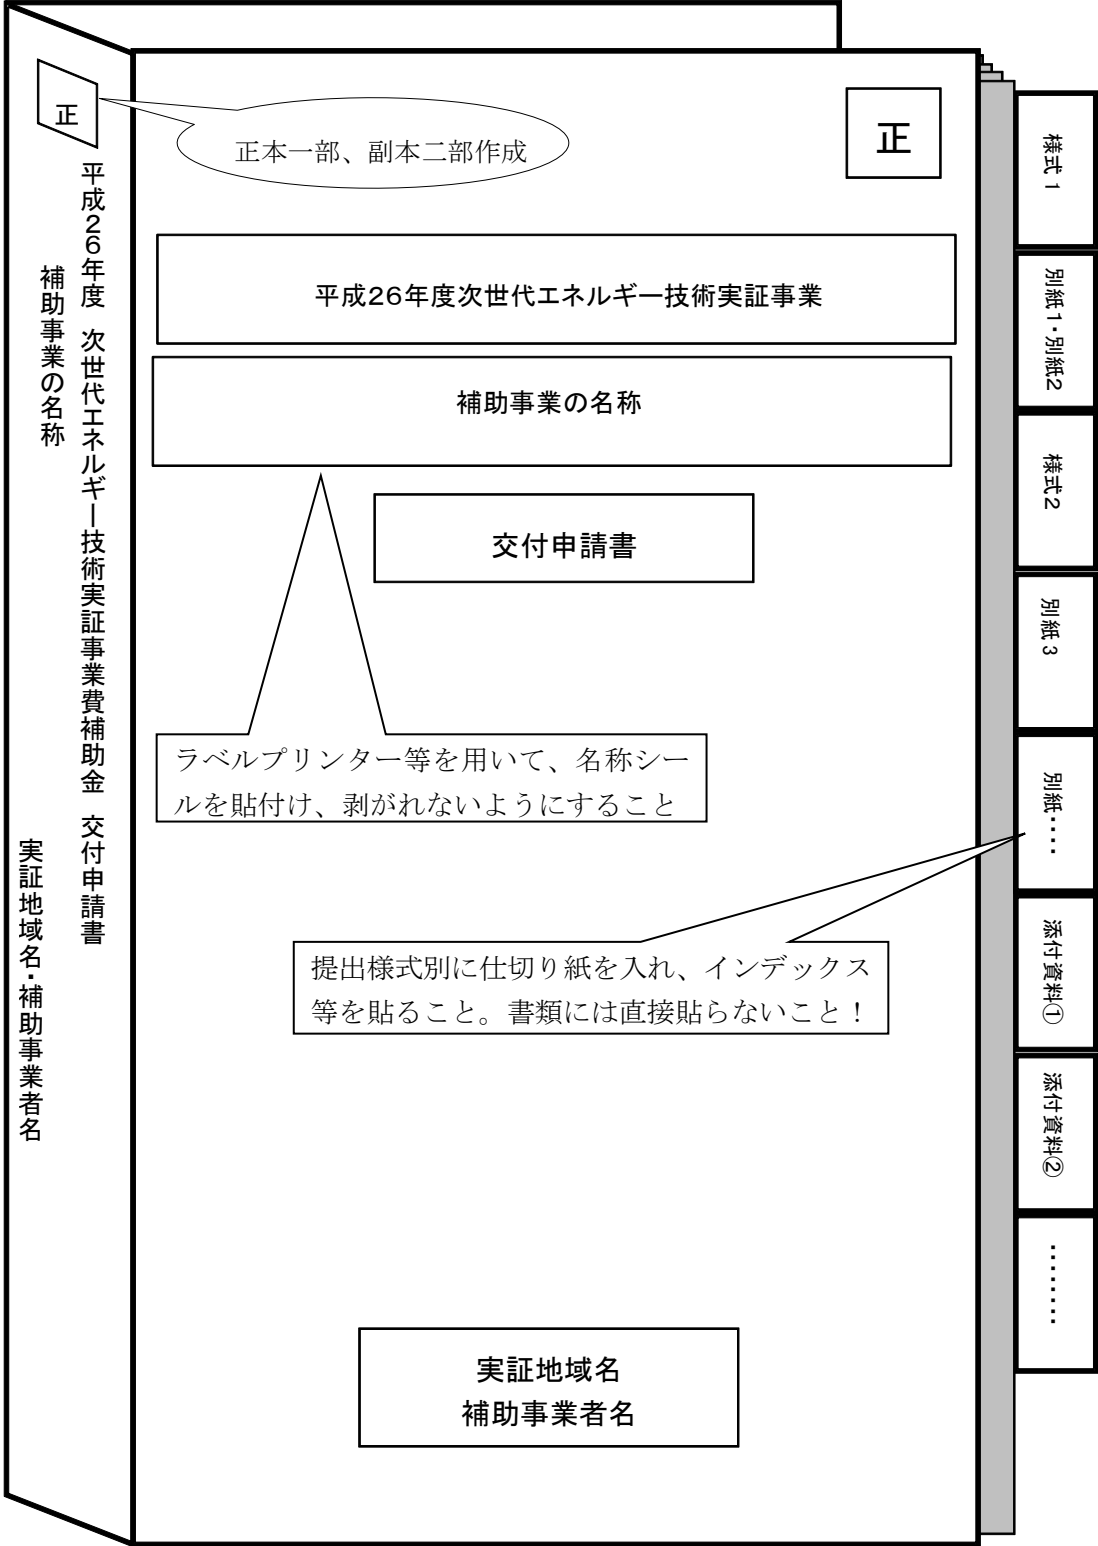 正
平成26年度 次世代エネルギー技術実証事業費補助金 交付申請書
補助事業の名称
実証地域名・補助事業者名
正本一部、副本二部作成
正
平成26年度次世代エネルギー技術実証事業
補助事業の名称
交付申請書
ラベルプリンター等を用いて、名称シー
ルを貼付け、剥がれないようにすること
提出様式別に仕切り紙を入れ、インデックス
等を貼ること。書類には直接貼らないこと！
実証地域名
補助事業者名
様式1
別紙1・別紙2
様式2
別紙3
別紙・・・・
添付資料①
添付資料②
・・・・・・・・